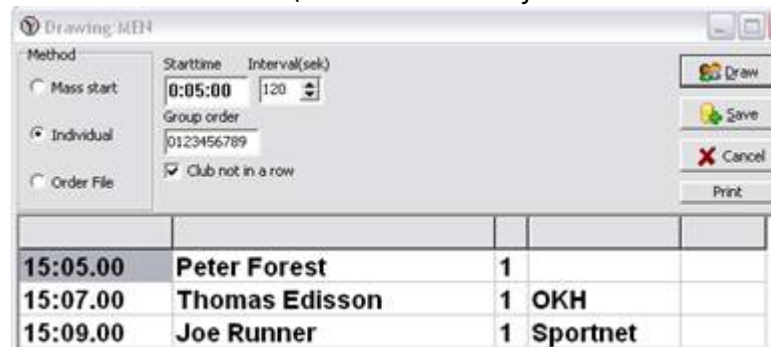 Drawing:MEN
Method
Mass start
Individual
Order File
Starttime Interval(sek)
0:05:00 120
Group order
0123456789
Club not in a row
Draw
Save
Cancel
Print
15:05.00 Peter Forest 1
15:07.00 Thomas Edisson 1 OKH
15:09.00 Joe Runner 1 Sportnet